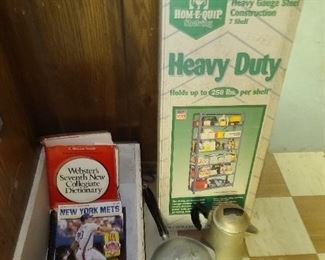 HOM-E-QUIP
Heavy Gauge Steel
Construction
7 Shelf
Heavy Duty
Holds up to 250 lbs. per shelf*
Webster's
Seventh New
Collegiate
Dictionary
NEW YORK METS